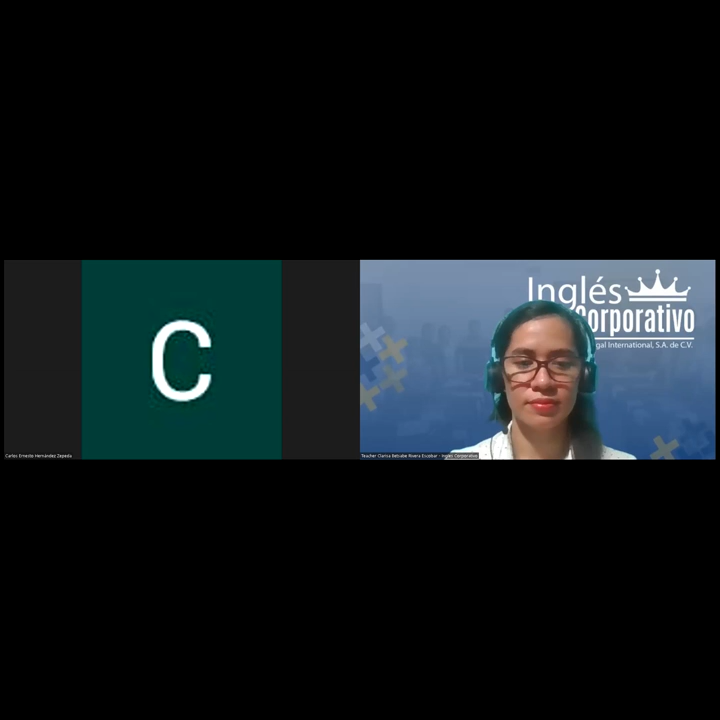 C
Carlos Ernesto Hernández Zepeda
Inglés
Corporativo
gal International, S.A. de C.V.
Teacher Clarisa Betsabe Rivera Escobar - Inglés Corporativo